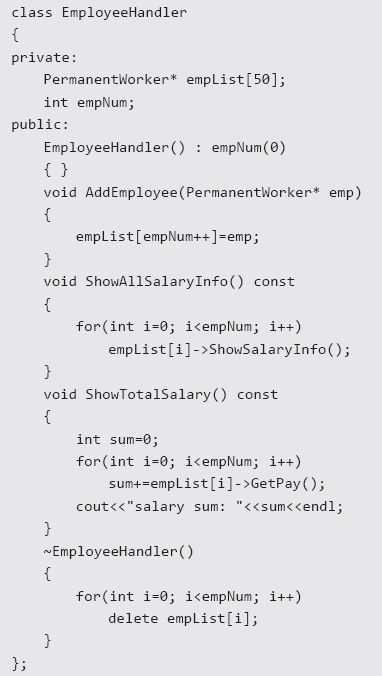 class EmployeeHandler
{
private:
    PermanentWorker* empList[50];
    int empNum;
public:
    EmployeeHandler() : empNum(0)
    { }
    void AddEmployee(PermanentWorker* emp)
    {
        empList[empNum++]=emp;
    }
    void ShowAllSalaryInfo() const
    {
        for(int i=0; i<empNum; i++)
            empList[i]->ShowSalaryInfo();
    }
    void ShowTotalSalary() const
    {
        int sum=0;
        for(int i=0; i<empNum; i++)
            sum+=empList[i]->GetPay();
        cout<<"salary sum: "<<sum<<endl;
    }
    ~EmployeeHandler()
    {
        for(int i=0; i<empNum; i++)
            delete empList[i];
    }
};